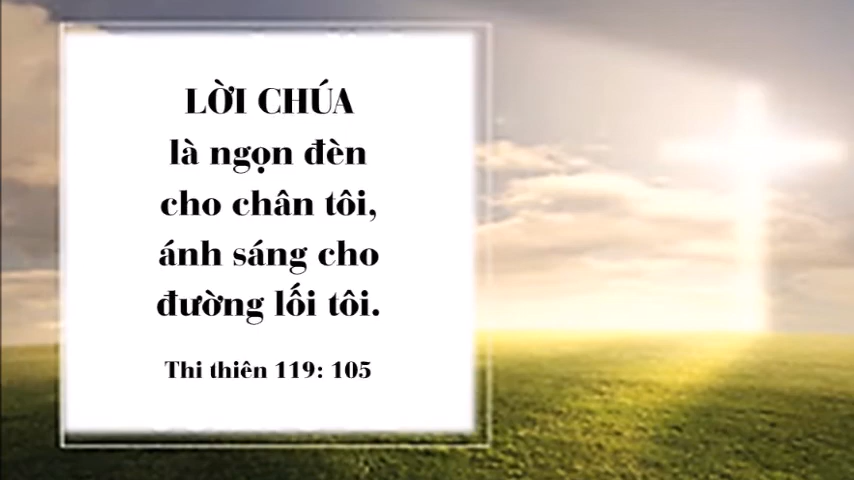 LỜI CHÚA
là ngọn đèn
cho chân tôi,
ánh sáng cho
đường lối tôi.
Thi thiên 119: 105